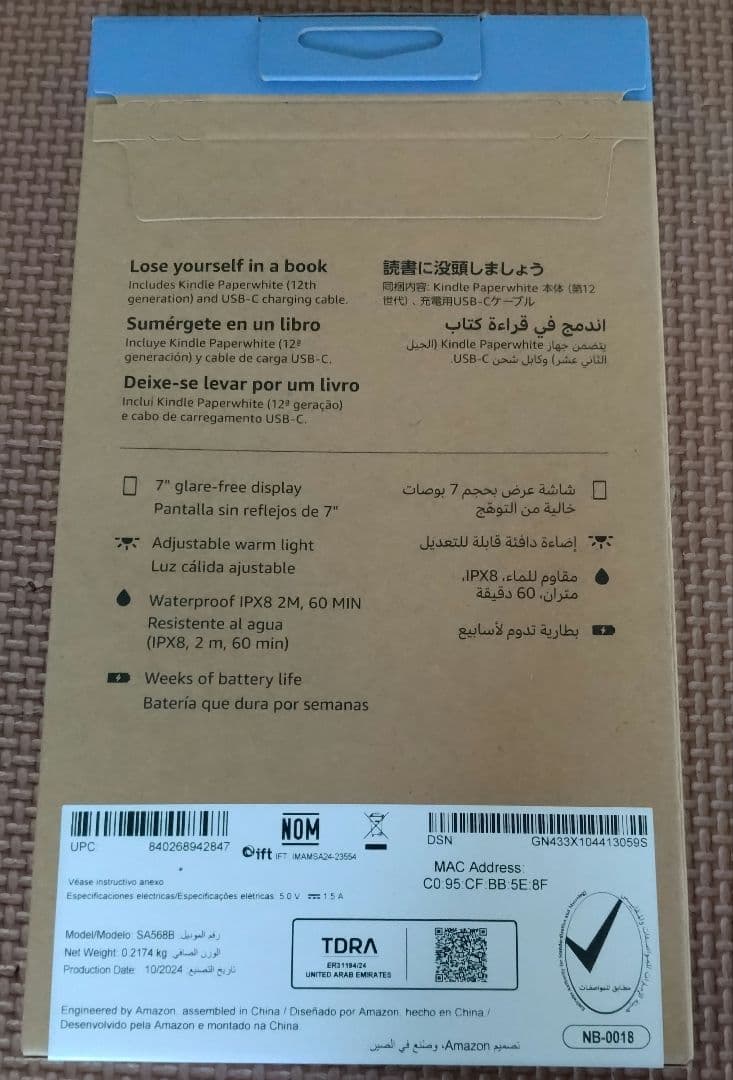 Lose yourself in a book
Includes Kindle Paperwhite (12th
generation) and USB-C charging cable.
Sumérgete en un libro
Incluye Kindle Paperwhite (12ª
generación) y cable de carga USB-C.
Deixe-se levar por um livro
Inclui Kindle Paperwhite (12ª geração)
e cabo de carregamento USB-C.
読書に没頭しましょう
同梱内容: Kindle Paperwhite 本体 (第12
世代) 、充電用USB-Cケーブル
اندمج في قراءة كتاب
يتضمن جهاز Kindle Paperwhite (الجيل
الثاني عشر) وكابل شحن USB-C.
7" glare-free display
Pantalla sin reflejos de 7"
Adjustable warm light
Luz cálida ajustable
Waterproof IPX8 2M, 60 MIN
Resistente al agua
(IPX8, 2 m, 60 min)
Weeks of battery life
Batería que dura por semanas
شاشة عرض بحجم 7 بوصات
خالية من التوهّج
إضاءة دافئة قابلة للتعديل
مقاوم للماء، IPX8،
متران، 60 دقيقة
بطارية تدوم لأسابيع
UPC 840268942847
NOM
ift IFT: IMAMSA24-23554
DSN GN433X104413059S
MAC Address:
C0:95:CF:BB:5E:8F
Véase instructivo anexo
Especificaciones eléctricas/Especificações elétricas: 5.0 V ⎓ 1.5 A
Model/Modelo: SA568B رقم الموديل
Net Weight: 0.2174 kg الوزن الصافي
Production Date: 10/2024 تاريخ التصنيع
TDRA
ER31194/24
UNITED ARAB EMIRATES
مطابق للمواصفات
NB-0018
Engineered by Amazon, assembled in China / Diseñado por Amazon, hecho en China /
Desenvolvido pela Amazon e montado na China
تصميم Amazon، وصُنع في الصين